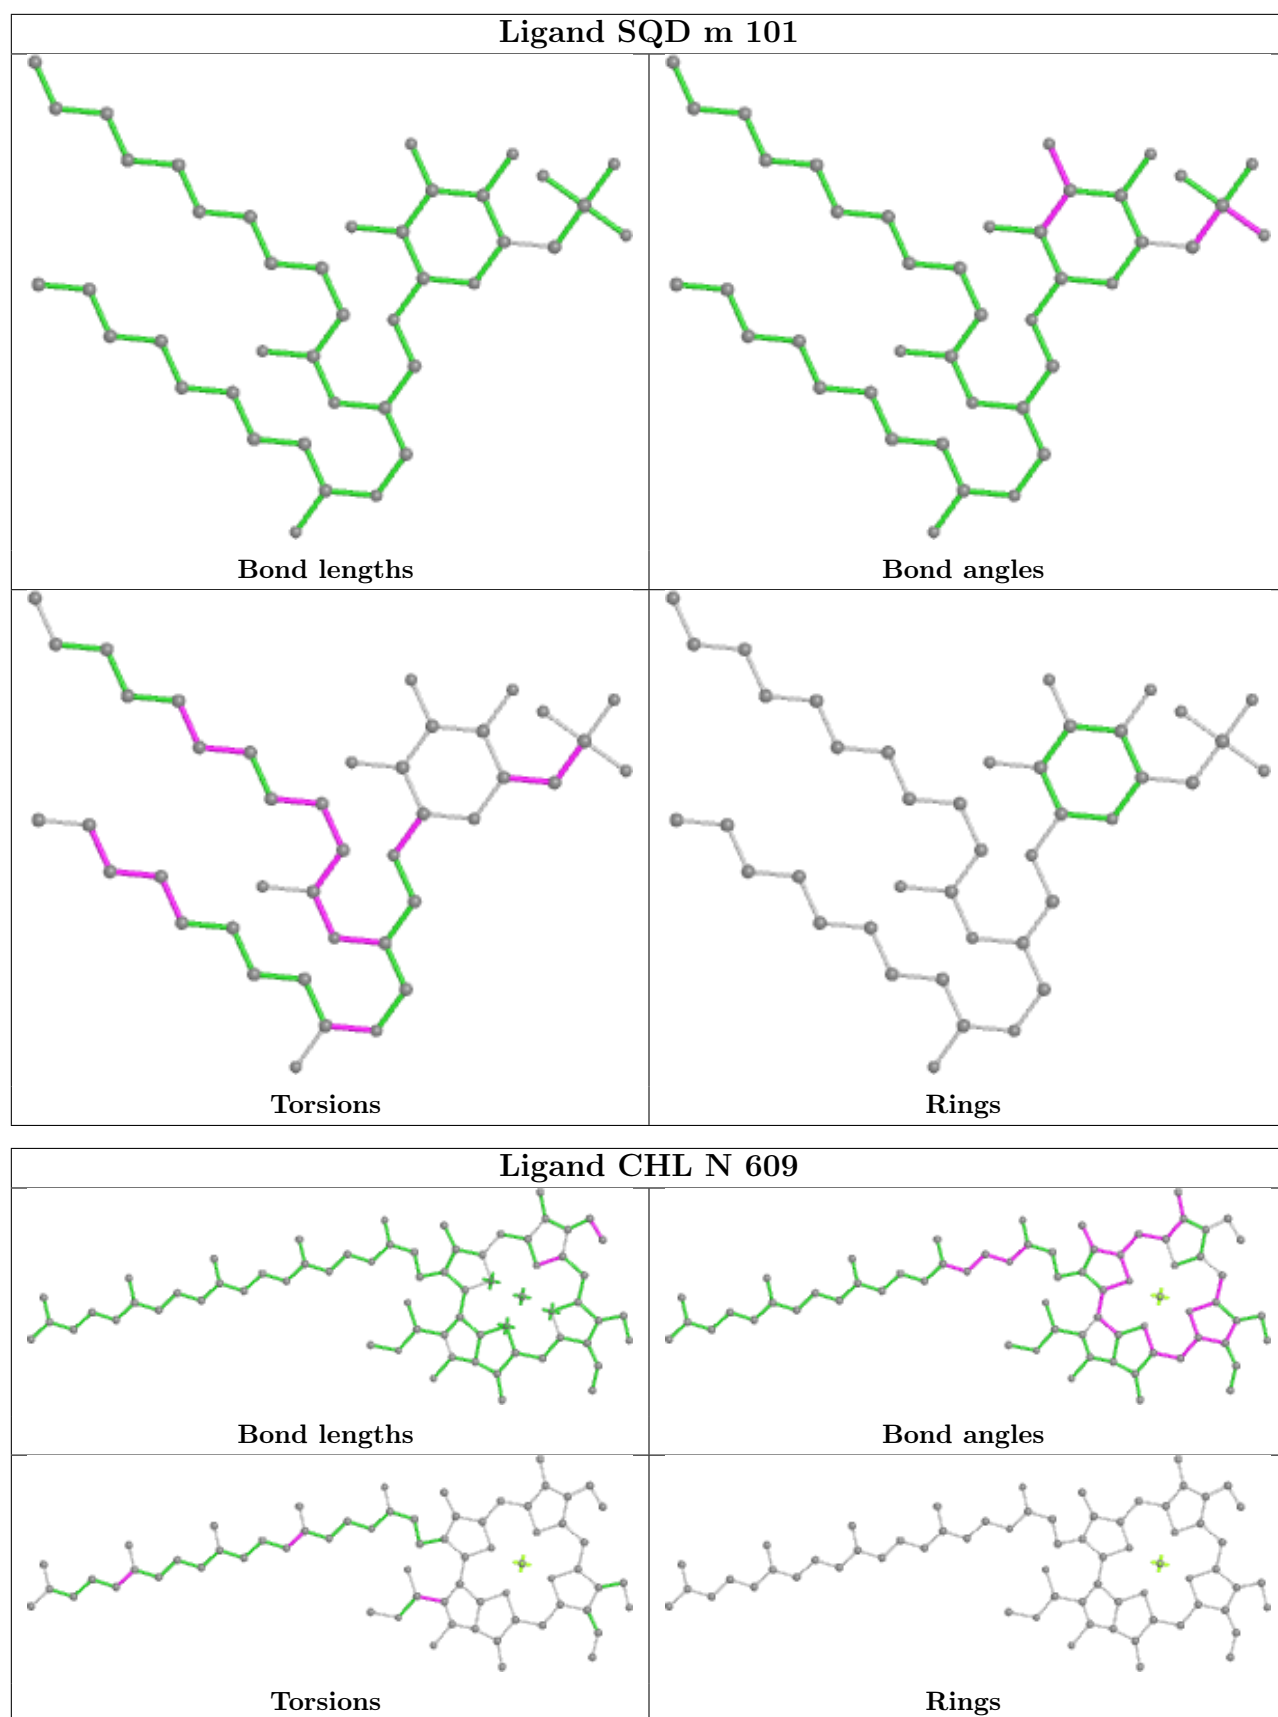 Ligand SQD m 101
Bond lengths
Bond angles
Torsions
Rings
Ligand CHL N 609
Bond lengths
Bond angles
Torsions
Rings